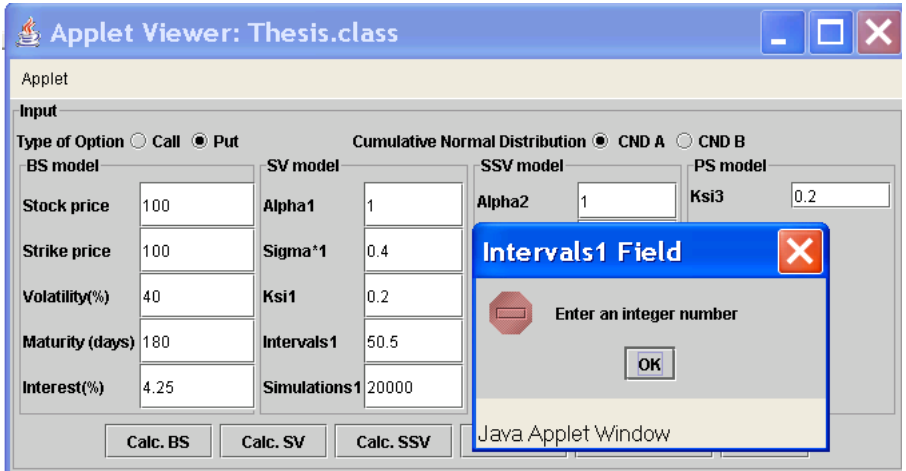 Applet Viewer: Thesis.class
Applet
Input
Type of Option Call Put Cumulative Normal Distribution CND A CND B
BS model SV model SSV model PS model
Stock price 100 Alpha1 1 Alpha2 1 Ksi3 0.2
Strike price 100 Sigma*1 0.4
Volatility(%) 40 Ksi1 0.2
Maturity (days) 180 Intervals1 50.5
Interest(%) 4.25 Simulations1 20000
Calc. BS Calc. SV Calc. SSV
Intervals1 Field
Enter an integer number
OK
Java Applet Window